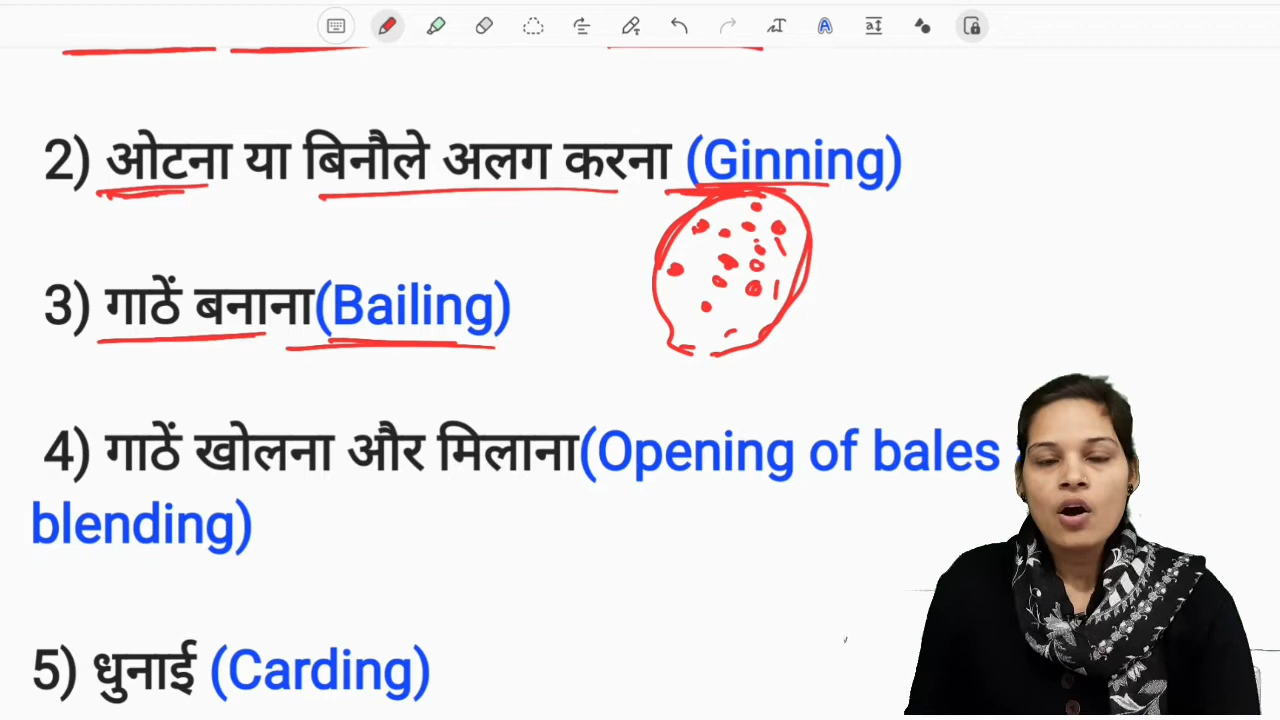 2) ओटना या बिनौले अलग करना (Ginning)
3) गाठें बनाना(Bailing)
4) गाठें खोलना और मिलाना(Opening of bales
blending)
5) धुनाई (Carding)